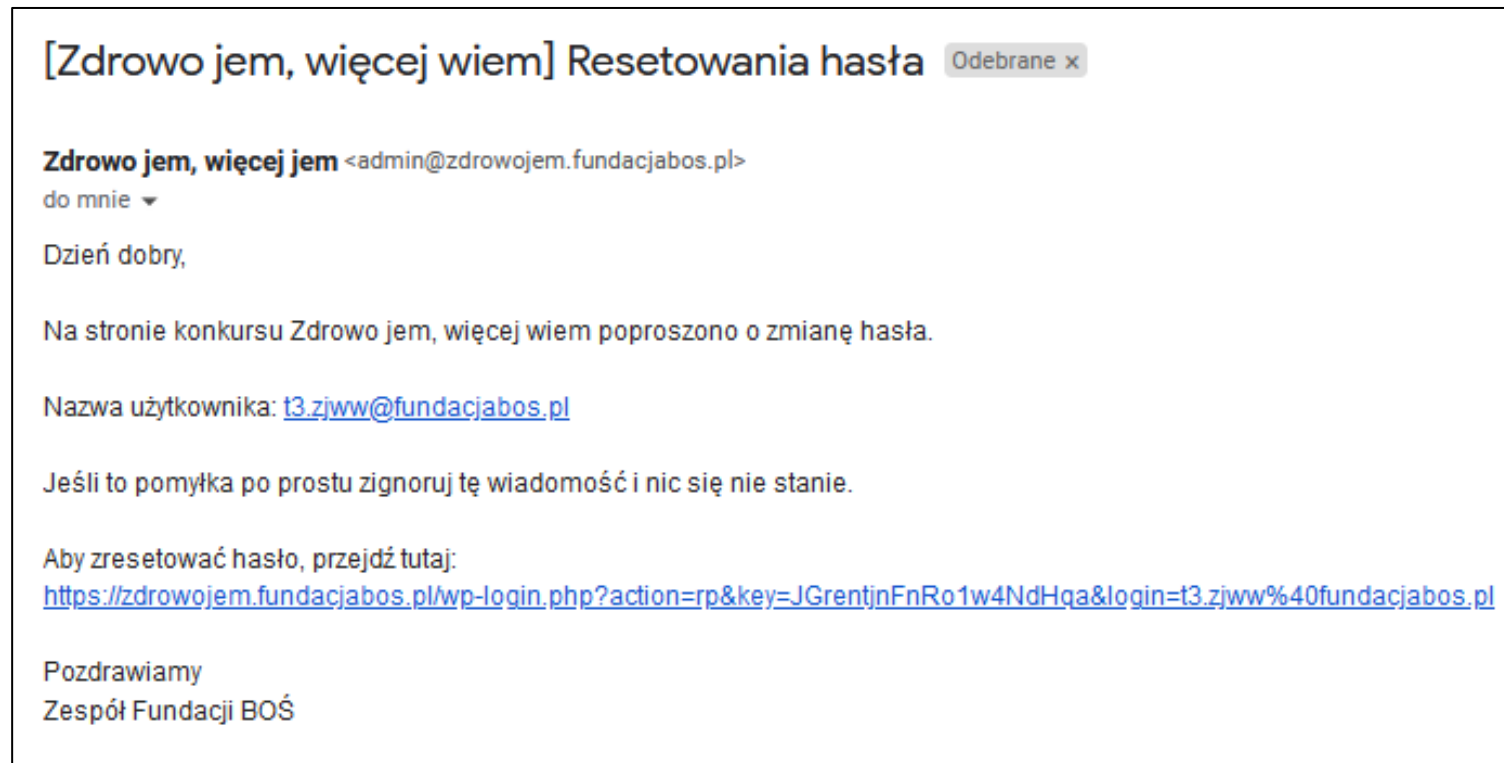 [Zdrowo jem, więcej wiem] Resetowania hasła Odebrane x
Zdrowo jem, więcej jem <admin@zdrowojem.fundacjabos.pl>
do mnie
Dzień dobry,
Na stronie konkursu Zdrowo jem, więcej wiem poproszono o zmianę hasła.
Nazwa użytkownika: t3.zjww@fundacjabos.pl
Jeśli to pomyłka po prostu zignoruj tę wiadomość i nic się nie stanie.
Aby zresetować hasło, przejdź tutaj:
https://zdrowojem.fundacjabos.pl/wp-login.php?action=rp&key=JGrentjnFnRo1w4NdHqa&login=t3.zjww%40fundacjabos.pl
Pozdrawiamy
Zespół Fundacji BOŚ